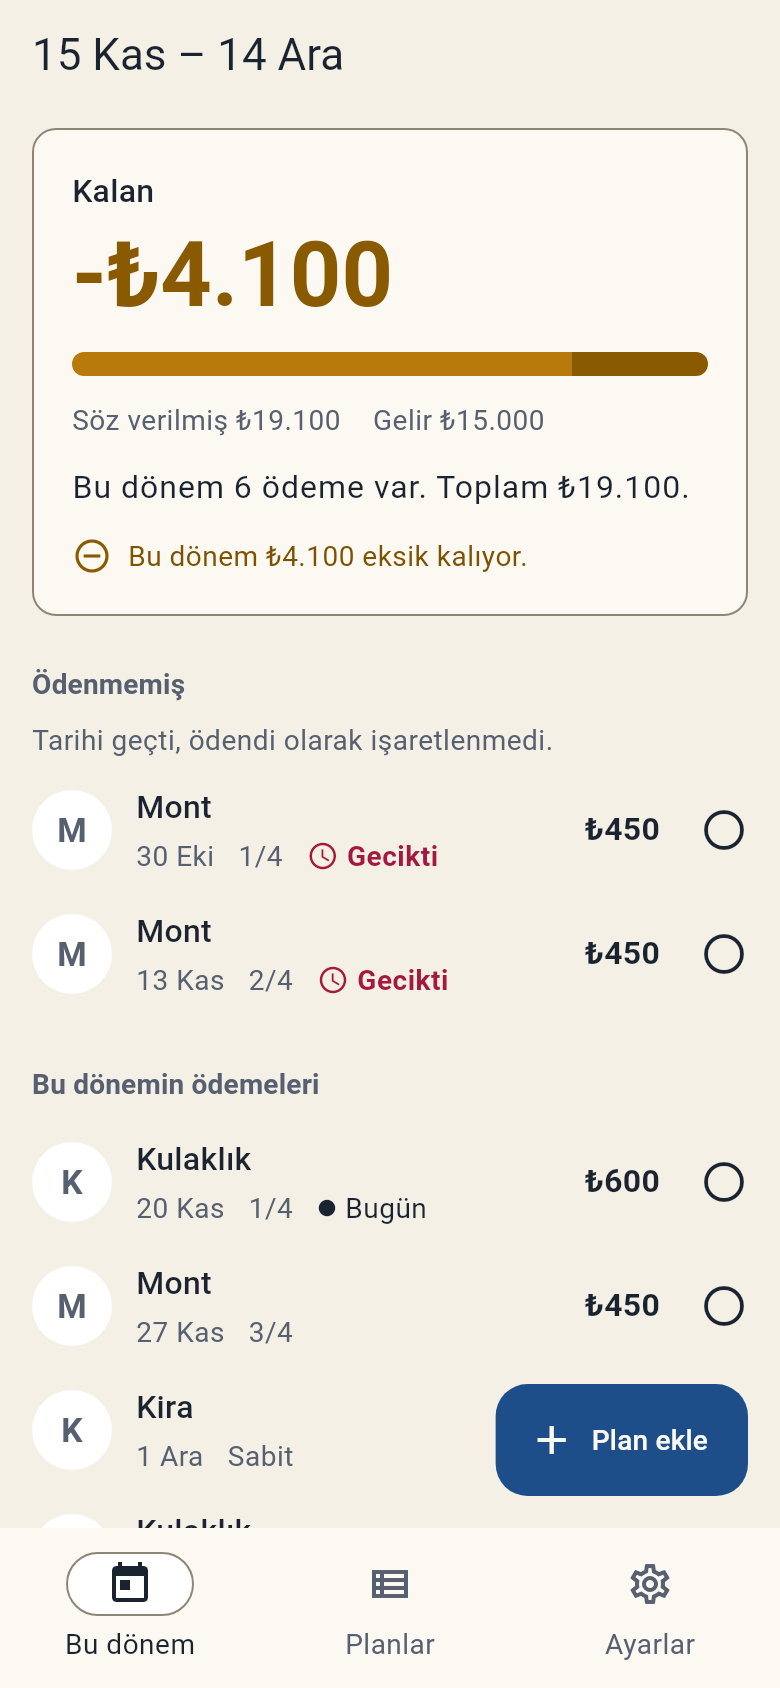 15 Kas – 14 Ara
Kalan
-₺4.100
Söz verilmiş ₺19.100 Gelir ₺15.000
Bu dönem 6 ödeme var. Toplam ₺19.100.
Bu dönem ₺4.100 eksik kalıyor.
Ödenmemiş
Tarihi geçti, ödendi olarak işaretlenmedi.
M
Mont
₺450
30 Eki 1/4 Gecikti
M
Mont
₺450
13 Kas 2/4 Gecikti
Bu dönemin ödemeleri
K
Kulaklık
₺600
20 Kas 1/4 Bugün
M
Mont
₺450
27 Kas 3/4
K
Kira
1 Ara Sabit
Plan ekle
Kulaklık
Bu dönem
Planlar
Ayarlar